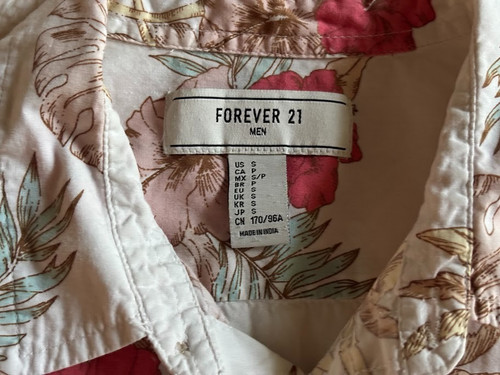 FOREVER 21
MEN
US S
CA P
MX S/P
BR P
EU S
UK S
KR S
JP S
CN 170/96A
MADE IN INDIA